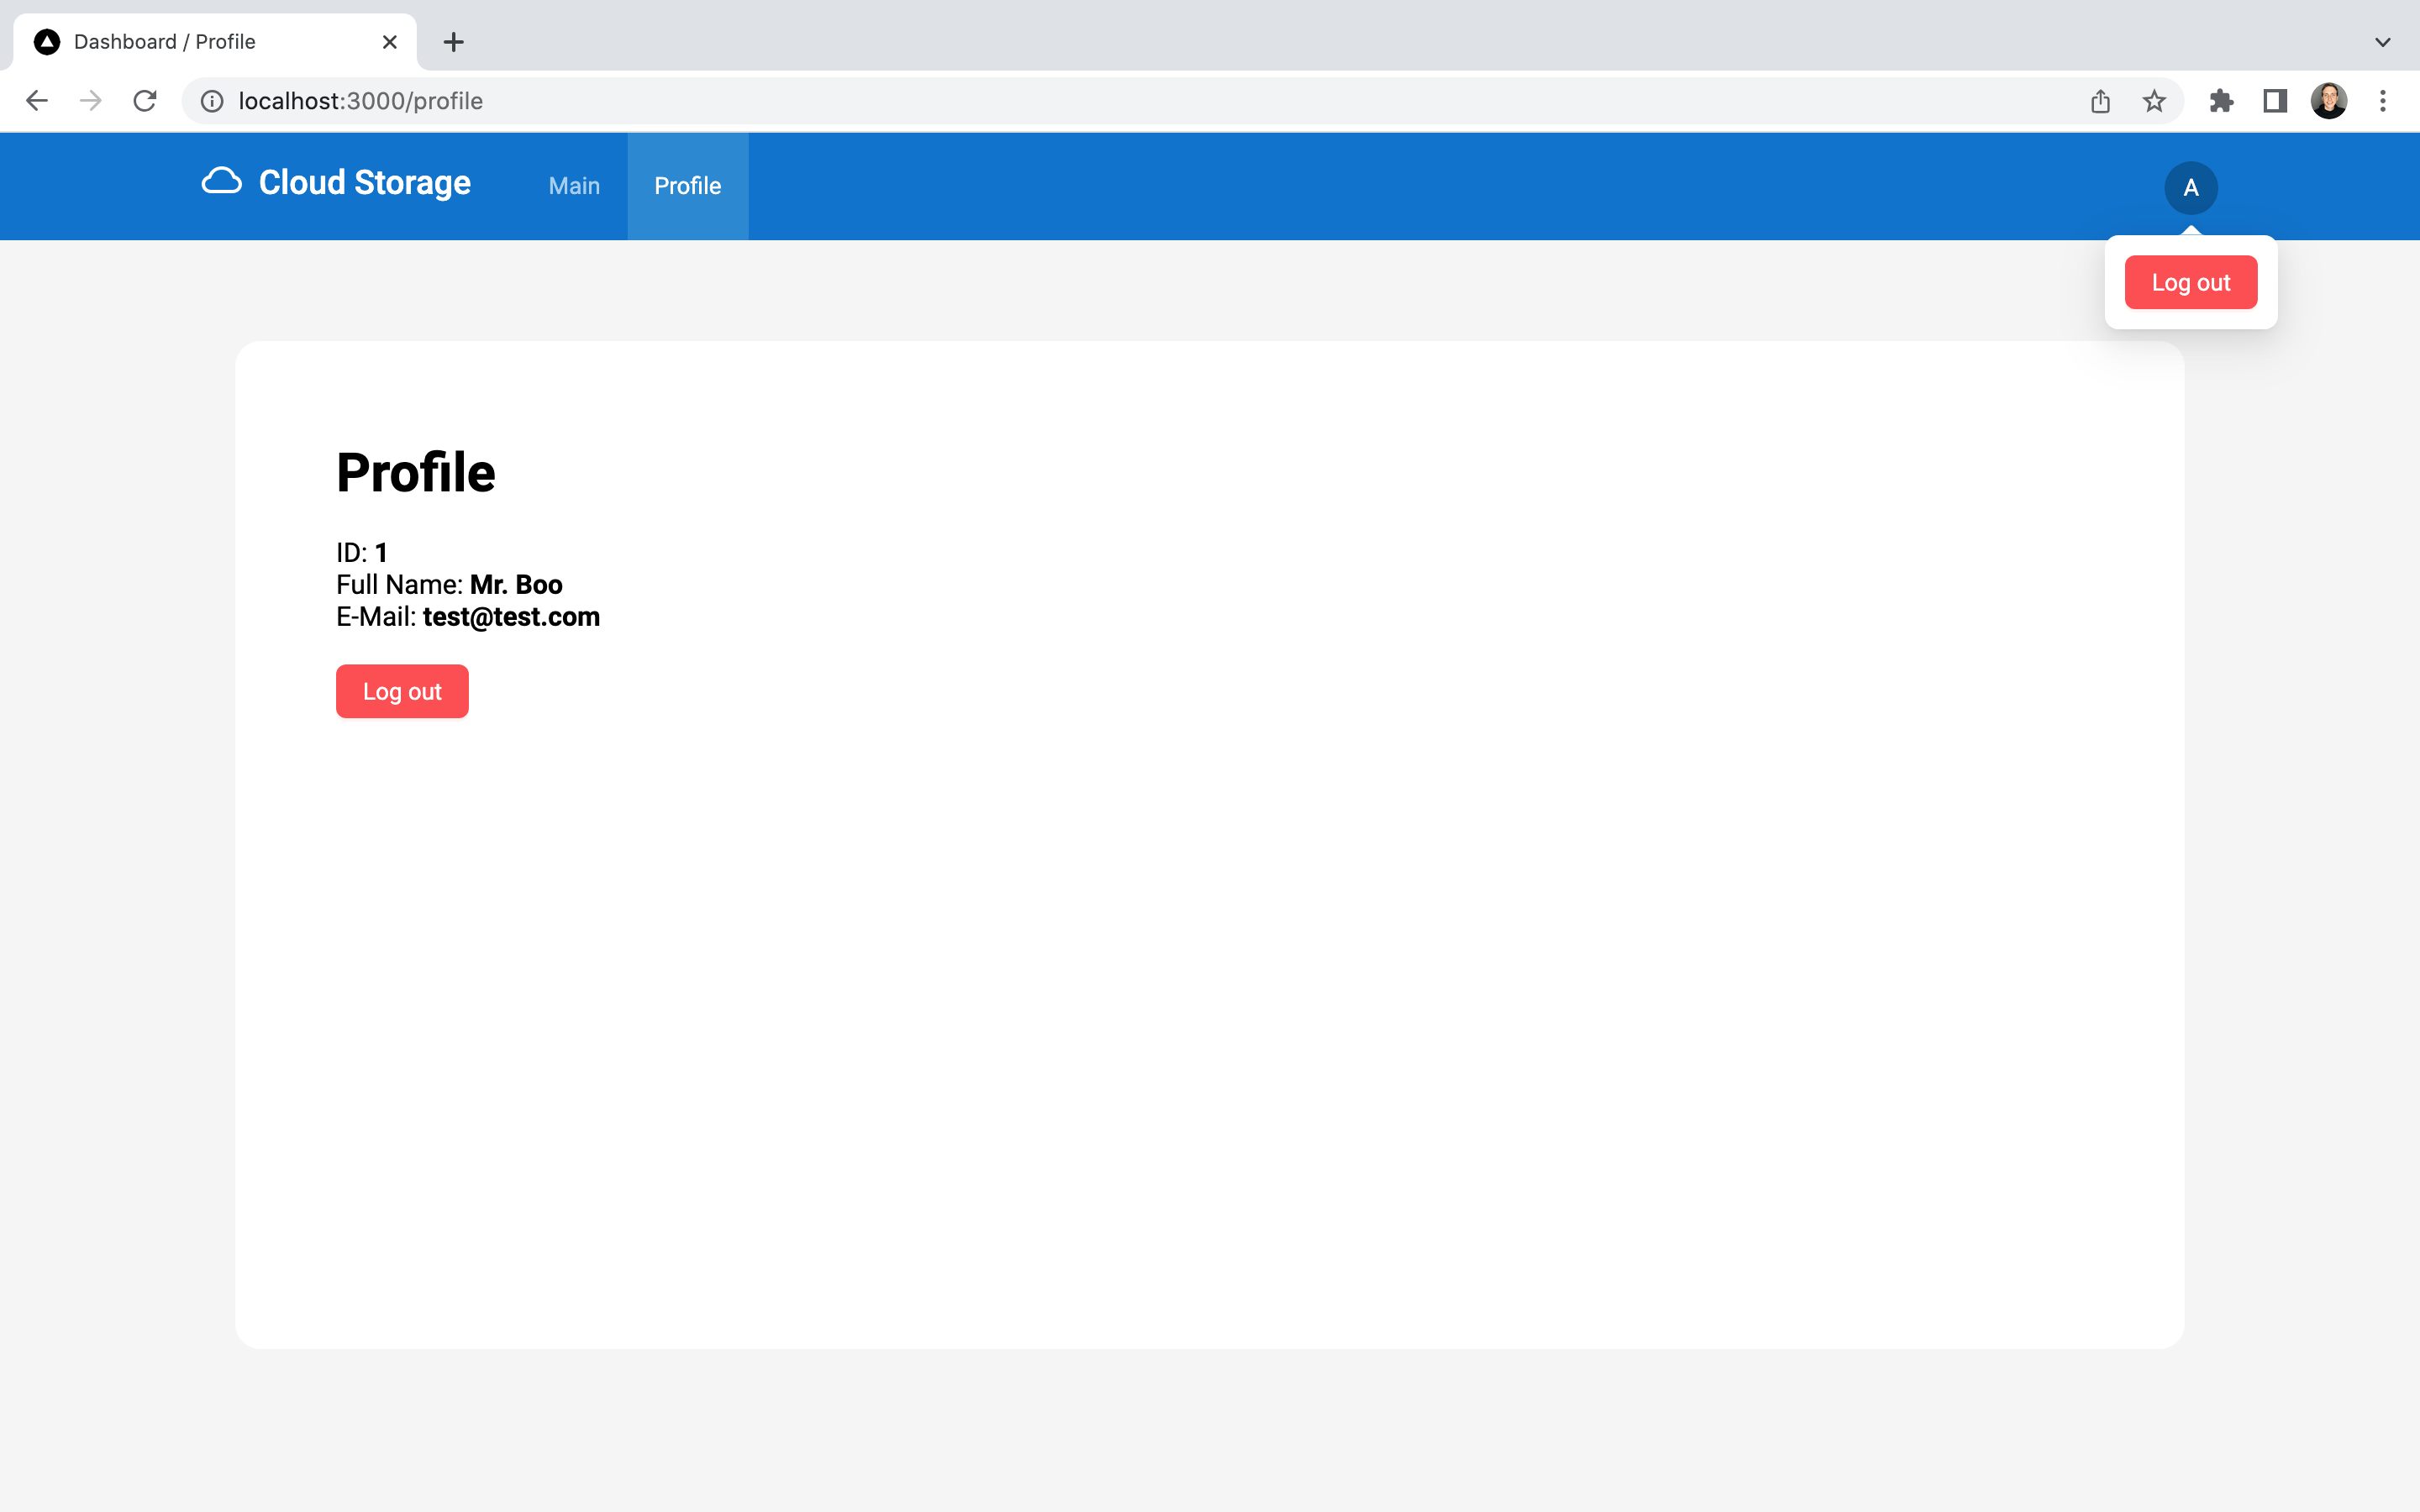 Dashboard / Profile
localhost:3000/profile
Cloud Storage
Main
Profile
A
Log out
Profile
ID: 1
Full Name: Mr. Boo
E-Mail: test@test.com
Log out